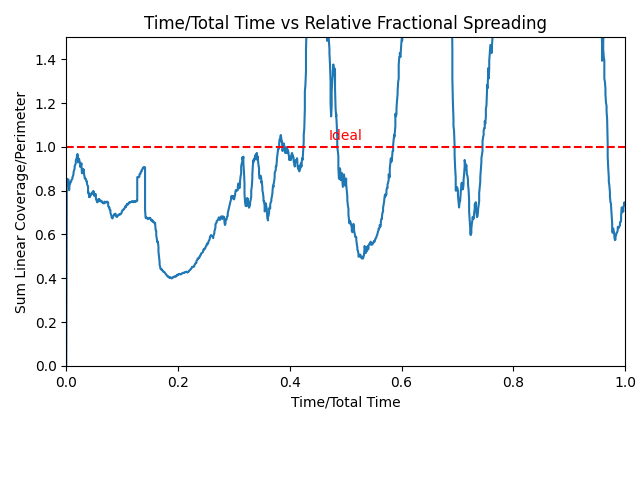 Time/Total Time vs Relative Fractional Spreading
Sum Linear Coverage/Perimeter
1.4
1.2
1.0
0.8
0.6
0.4
0.2
0.0
Ideal
0.0 0.2 0.4 0.6 0.8 1.0
Time/Total Time